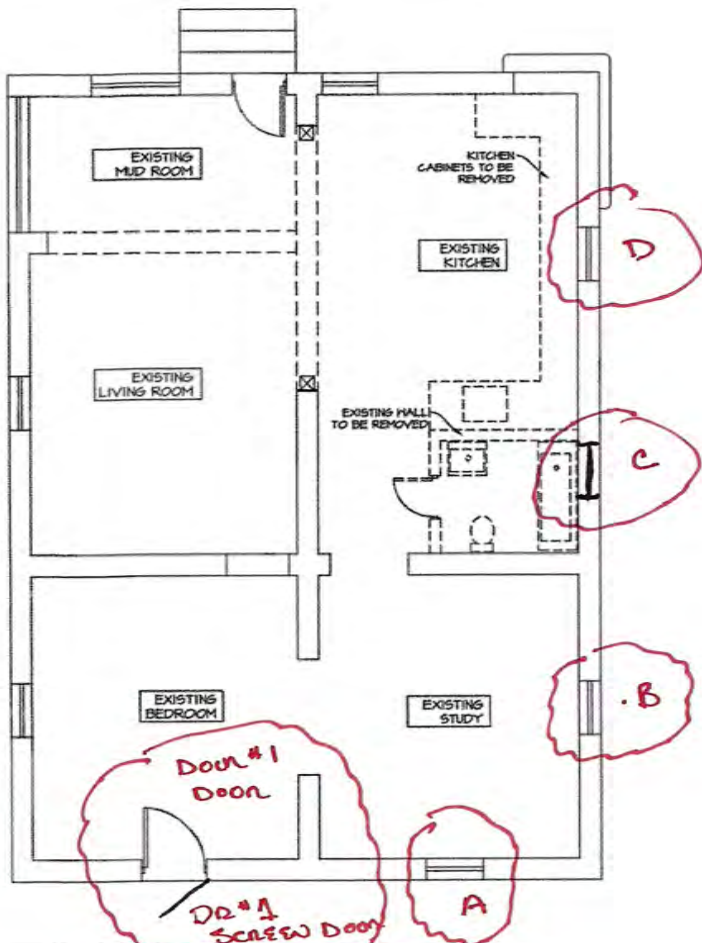 EXISTING
MUD ROOM
KITCHEN
CABINETS TO BE
REMOVED
EXISTING
KITCHEN
D
EXISTING
LIVING ROOM
EXISTING HALL
TO BE REMOVED
C
EXISTING
BEDROOM
EXISTING
STUDY
.B
DOOR #1
DOOR
DR #1
SCREEN DOOR
A